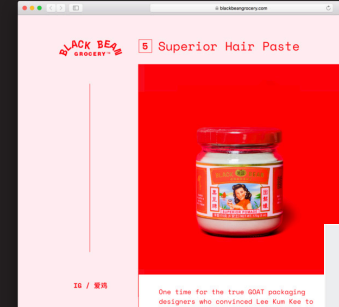 blackbeangrocery.com
BLACK BEAN
GROCERY
5 Superior Hair Paste
IG / 爱鸡
One time for the true GOAT packaging
designers who convinced Lee Kum Kee to